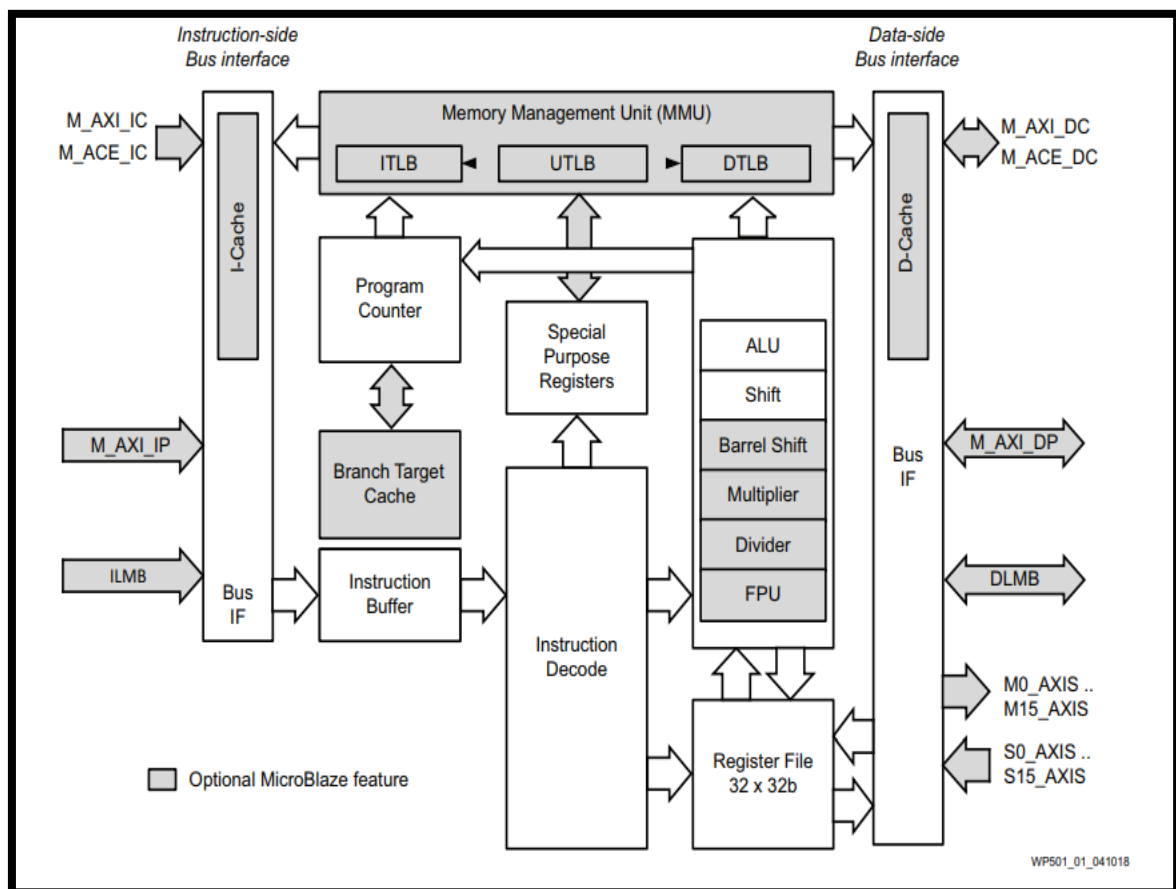 Instruction-side
Bus interface
Data-side
Bus interface
M_AXI_IC
M_ACE_IC
I-Cache
Memory Management Unit (MMU)
ITLB
UTLB
DTLB
D-Cache
M_AXI_DC
M_ACE_DC
Program
Counter
Special
Purpose
Registers
ALU
Shift
Barrel Shift
Multiplier
Divider
FPU
M_AXI_IP
Branch Target
Cache
Bus
IF
M_AXI_DP
ILMB
Bus
IF
Instruction
Buffer
Instruction
Decode
DLMB
Register File
32 x 32b
M0_AXIS ..
M15_AXIS
S0_AXIS ..
S15_AXIS
Optional MicroBlaze feature
WP501_01_041018